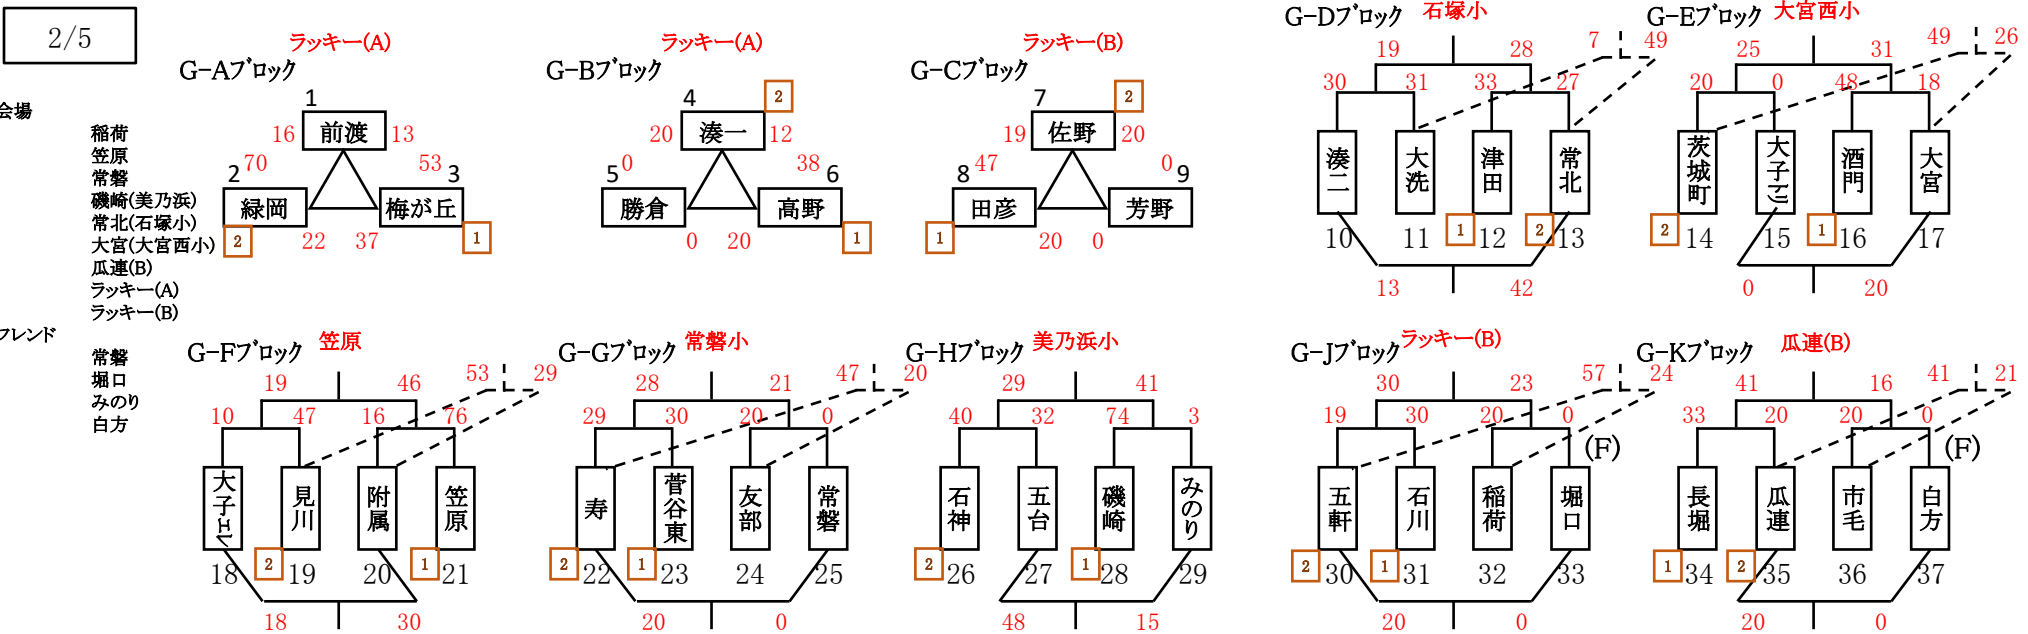 2/5
会場
稲荷
笠原
常磐
磯崎(美乃浜)
常北(石塚小)
大宮(大宮西小)
瓜連(B)
ラッキー(A)
ラッキー(B)
フレンド
常磐
堀口
みのり
白方
G-Aブロック ラッキー(A)
1
前渡
16 13
70 53
2 3
緑岡 梅が丘
2 22 37 1
G-Bブロック ラッキー(A)
4 2
湊一
20 12
0 38
5 6
勝倉 高野
0 20 1
G-Cブロック ラッキー(B)
7 2
佐野
19 20
47 0
8 9
田彦 芳野
1 20 0
G-Dブロック 石塚小
7 49
19 28
30 31 33 27
湊二 大洗 津田 常北
10 11 1 12 2 13
13 42
G-Eブロック 大宮西小
49 26
25 31
20 0 48 18
茨城町 大子 酒門 大宮
2 14 15 1 16 17
0 20
G-Fブロック 笠原
53 29
19 46
10 47 16 76
大子 見川 附属 笠原
18 2 19 20 1 21
18 30
G-Gブロック 常磐小
47 20
28 21
29 30 20 0
寿 菅谷東 友部 常磐
2 22 1 23 24 25
20 0
G-Hブロック 美乃浜小
29 41
40 32 74 3
石神 五台 磯崎 みのり
2 26 27 1 28 29
48 15
G-Jブロック ラッキー(B)
57 24
30 23
19 30 20 0
(F)
五軒 石川 稲荷 堀口
2 30 1 31 32 33
20 0
G-Kブロック 瓜連(B)
41 21
41 16
33 20 20 0
(F)
長堀 瓜連 市毛 白方
1 34 2 35 36 37
20 0